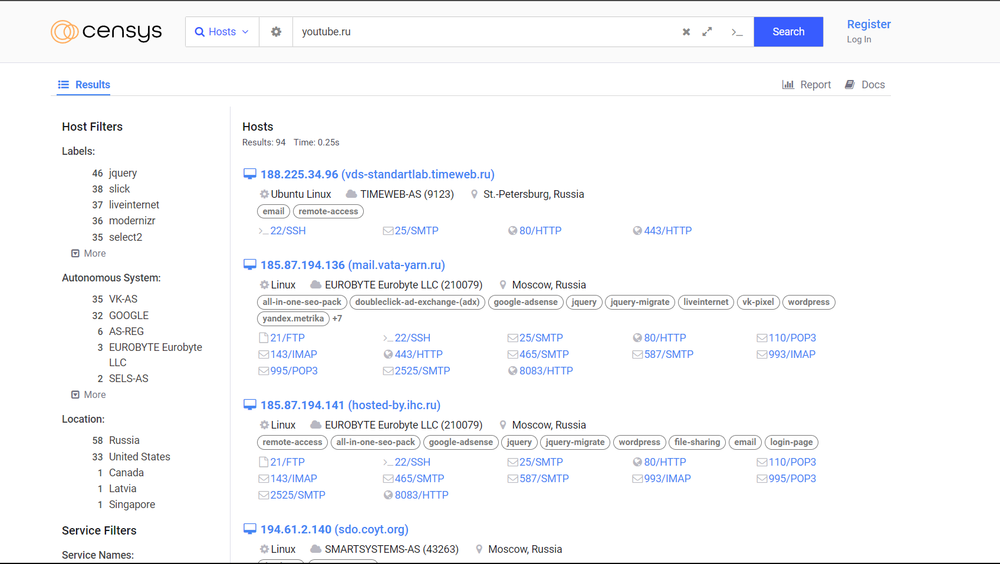 censys
Hosts
youtube.ru
Search
Register
Log In
Results
Report
Docs
Host Filters
Labels:
46 jquery
38 slick
37 liveinternet
36 modernizr
35 select2
More
Autonomous System:
35 VK-AS
32 GOOGLE
6 AS-REG
3 EUROBYTE Eurobyte
LLC
2 SELS-AS
More
Location:
58 Russia
33 United States
1 Canada
1 Latvia
1 Singapore
Service Filters
Service Names:
Hosts
Results: 94 Time: 0.25s
188.225.34.96 (vds-standartlab.timeweb.ru)
Ubuntu Linux TIMEWEB-AS (9123) St.-Petersburg, Russia
email remote-access
22/SSH 25/SMTP 80/HTTP 443/HTTP
185.87.194.136 (mail.vata-yarn.ru)
Linux EUROBYTE Eurobyte LLC (210079) Moscow, Russia
all-in-one-seo-pack doubleclick-ad-exchange-(adx) google-adsense jquery jquery-migrate liveinternet vk-pixel wordpress
yandex.metrika +7
21/FTP 22/SSH 25/SMTP 80/HTTP 110/POP3
143/IMAP 443/HTTP 465/SMTP 587/SMTP 993/IMAP
995/POP3 2525/SMTP 8083/HTTP
185.87.194.141 (hosted-by.ihc.ru)
Linux EUROBYTE Eurobyte LLC (210079) Moscow, Russia
remote-access all-in-one-seo-pack google-adsense jquery jquery-migrate wordpress file-sharing email login-page
21/FTP 22/SSH 25/SMTP 80/HTTP 110/POP3
143/IMAP 465/SMTP 587/SMTP 993/IMAP 995/POP3
2525/SMTP 8083/HTTP
194.61.2.140 (sdo.coyt.org)
Linux SMARTSYSTEMS-AS (43263) Moscow, Russia